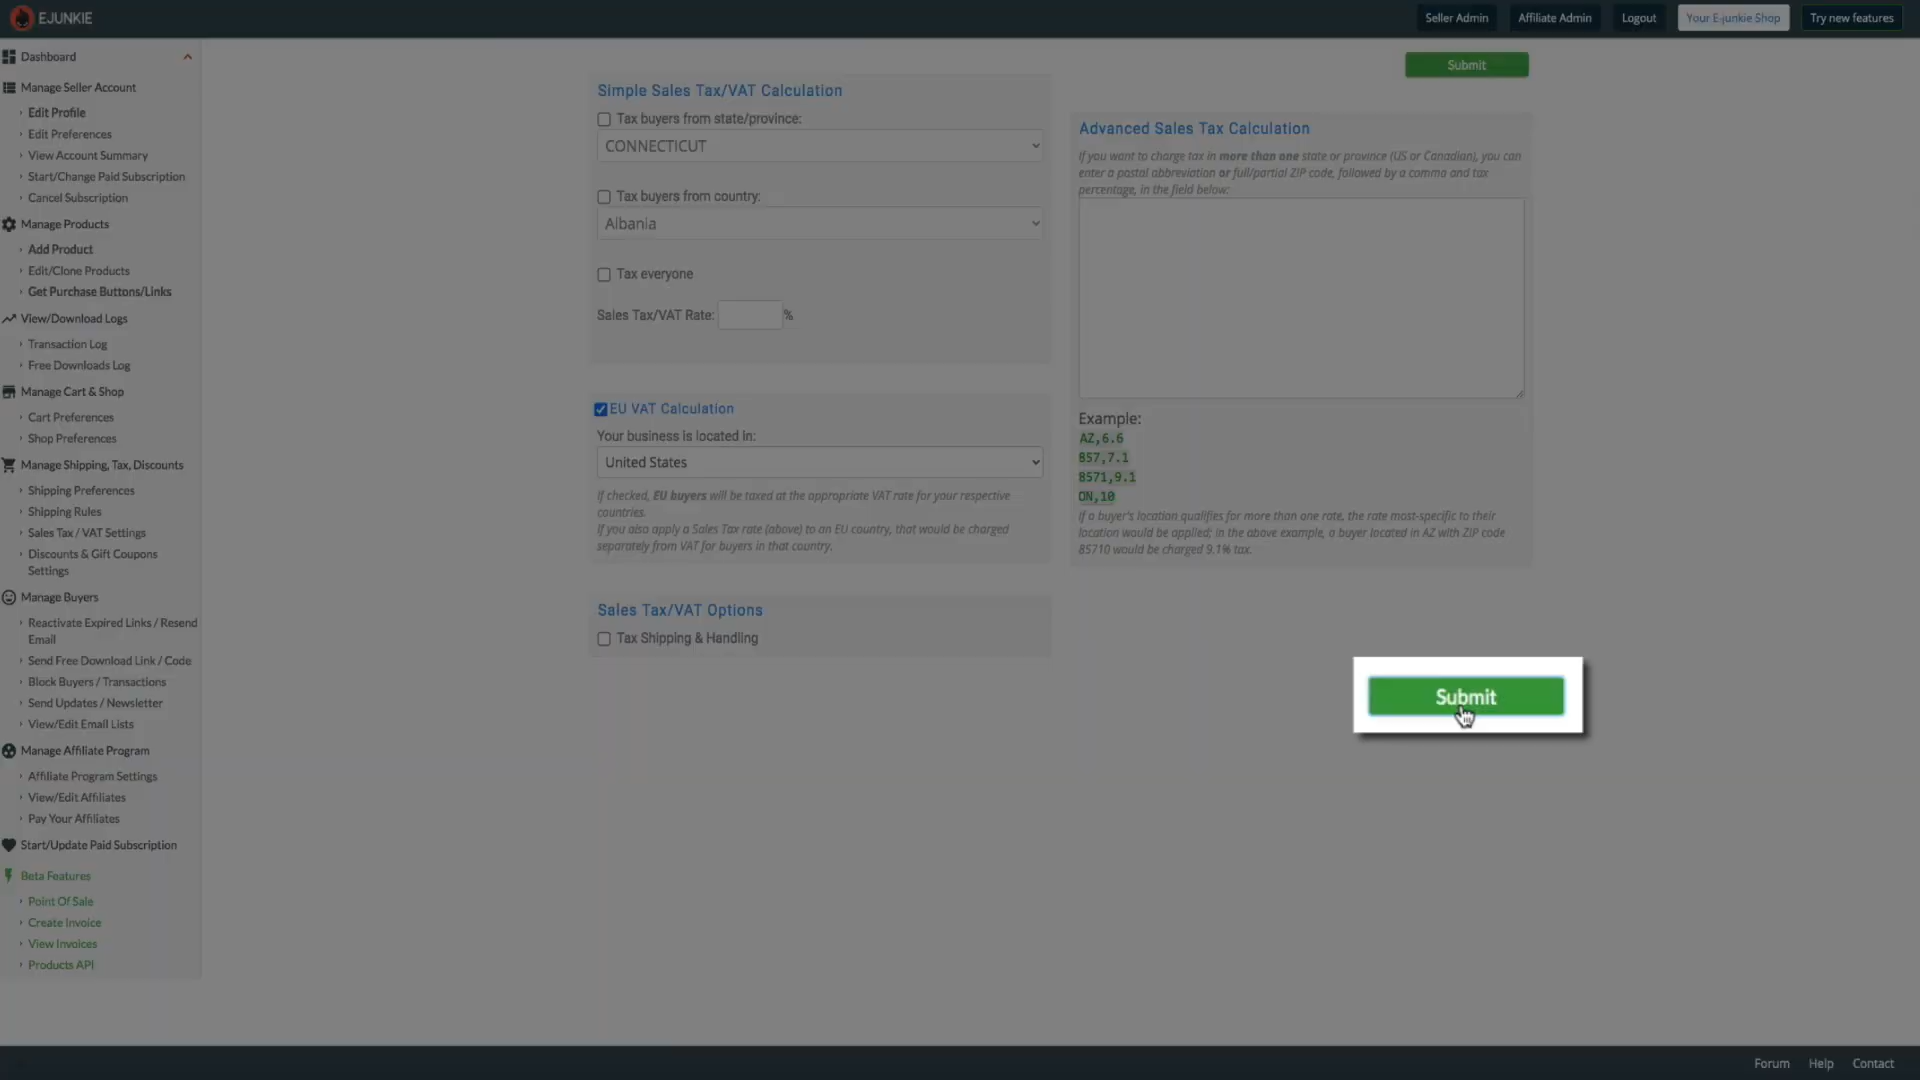 EJUNKIE
Seller Admin
Affiliate Admin
Logout
Your E-junkie Shop
Try new features
Dashboard
Manage Seller Account
Edit Profile
Edit Preferences
View Account Summary
Start/Change Paid Subscription
Cancel Subscription
Manage Products
Add Product
Edit/Clone Products
Get Purchase Buttons/Links
View/Download Logs
Transaction Log
Free Downloads Log
Manage Cart & Shop
Cart Preferences
Shop Preferences
Manage Shipping, Tax, Discounts
Shipping Preferences
Shipping Rules
Sales Tax / VAT Settings
Discounts & Gift Coupons
Settings
Manage Buyers
Reactivate Expired Links / Resend
Email
Send Free Download Link / Code
Block Buyers / Transactions
Send Updates / Newsletter
View/Edit Email Lists
Manage Affiliate Program
Affiliate Program Settings
View/Edit Affiliates
Pay Your Affiliates
Start/Update Paid Subscription
Beta Features
Point Of Sale
Create Invoice
View Invoices
Products API
Simple Sales Tax/VAT Calculation
Tax buyers from state/province:
CONNECTICUT
Tax buyers from country:
Albania
Tax everyone
Sales Tax/VAT Rate: %
EU VAT Calculation
Your business is located in:
United States
If checked, EU buyers will be taxed at the appropriate VAT rate for your respective
countries.
If you also apply a Sales Tax rate (above) to an EU country, that would be charged
separately from VAT for buyers in that country.
Sales Tax/VAT Options
Tax Shipping & Handling
Submit
Advanced Sales Tax Calculation
If you want to charge tax in more than one state or province (US or Canadian), you can
enter a postal abbreviation or full/partial ZIP code, followed by a comma and tax
percentage, in the field below:
Example:
AZ,6.6
857,7.1
8571,9.1
ON,10
If a buyer's location qualifies for more than one rate, the rate most-specific to their
location would be applied; in the above example, a buyer located in AZ with ZIP code
85710 would be charged 9.1% tax.
Submit
Forum
Help
Contact